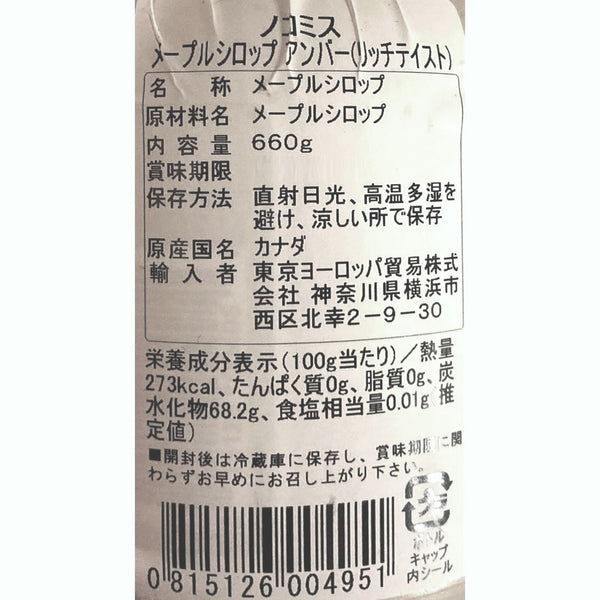 ノコミス
メープルシロップ アンバー(リッチテイスト)
名 称 メープルシロップ
原材料名 メープルシロップ
内容量 660g
賞味期限
保存方法 直射日光、高温多湿を
避け、涼しい所で保存
原産国名 カナダ
輸入者 東京ヨーロッパ貿易株式
会社 神奈川県横浜市
西区北幸2-9-30
栄養成分表示(100g当たり)/熱量
273kcal、たんぱく質0g、脂質0g、炭
水化物68.2g、食塩相当量0.01g(推
定値)
■開封後は冷蔵庫に保存し、賞味期限に関
わらずお早めにお召し上がり下さい。
プラ
ボトル
キャップ
内シール
0 815126 004951